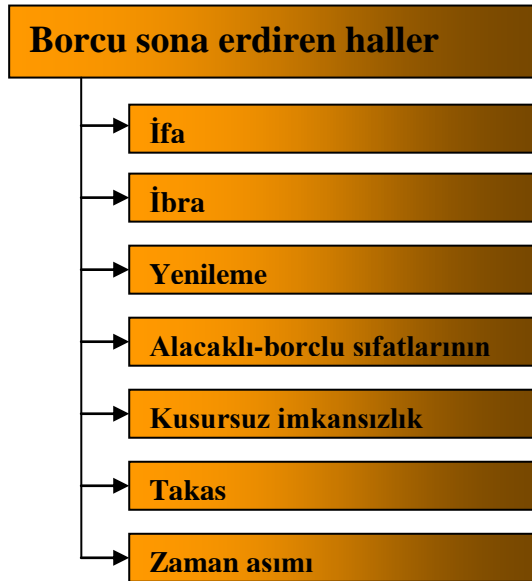 Borcu sona erdiren haller
İfa
İbra
Yenileme
Alacaklı-borclu sıfatlarının
Kusursuz imkansızlık
Takas
Zaman asımı